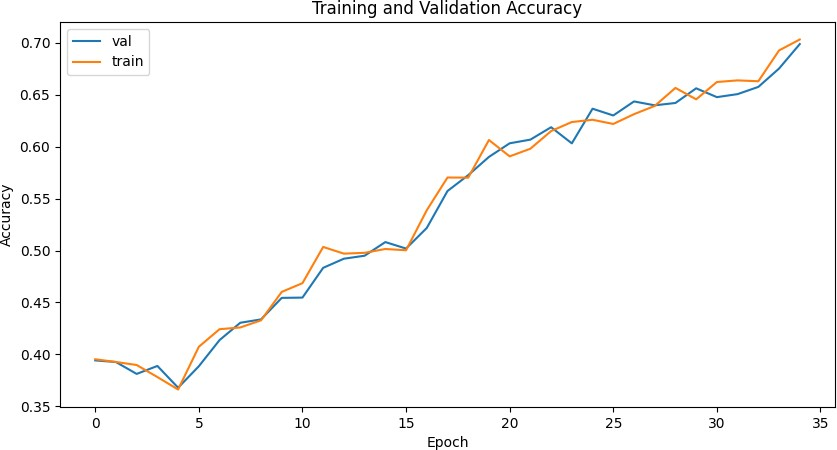 Training and Validation Accuracy
val
train
0.70
0.65
0.60
0.55
0.50
0.45
0.40
0.35
Accuracy
0 5 10 15 20 25 30 35
Epoch